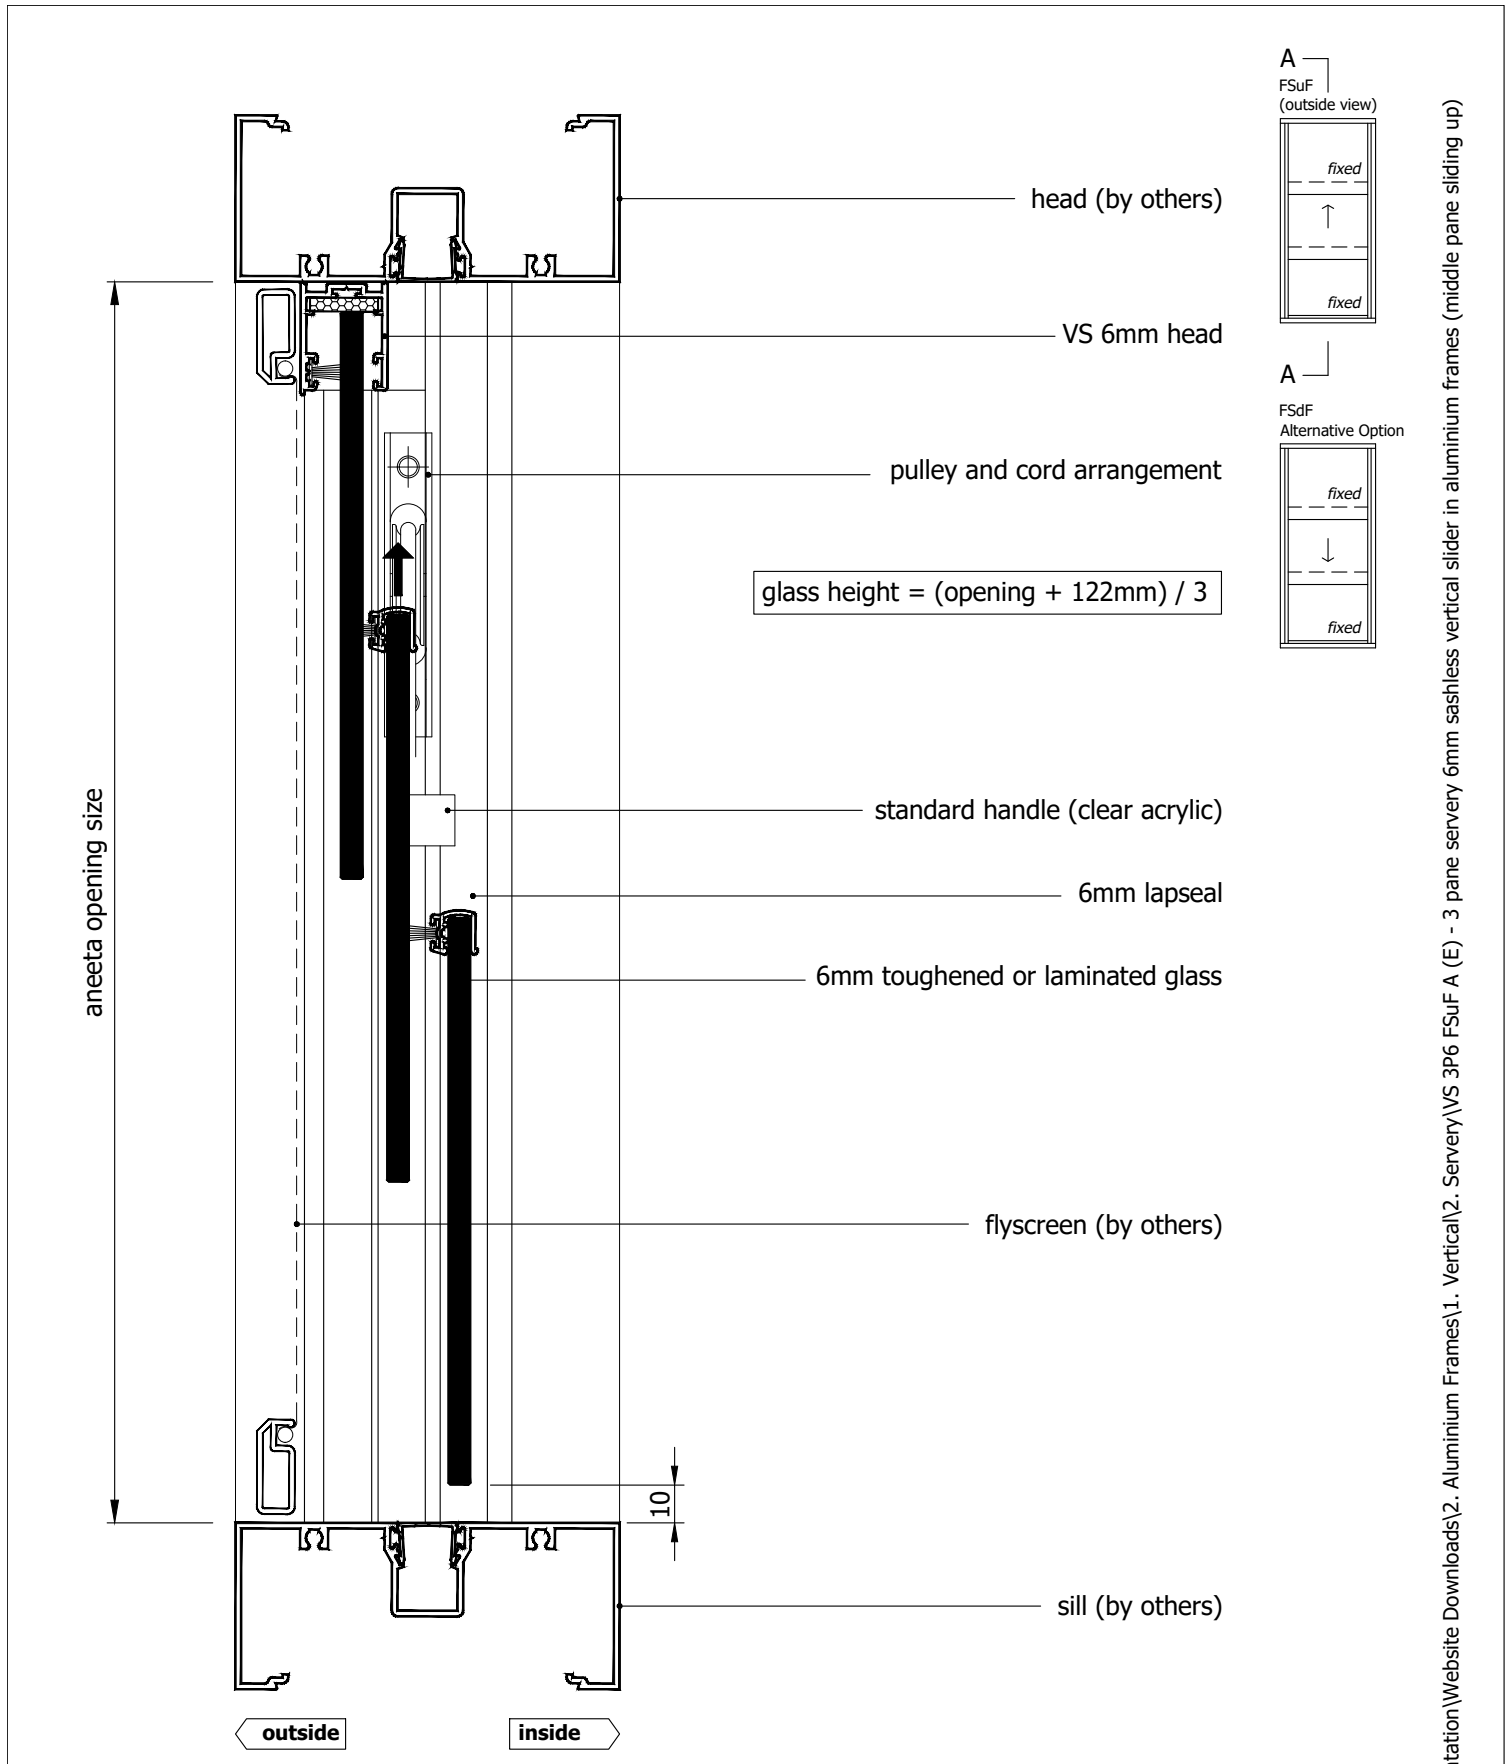 A
FSuF
(outside view)
fixed
fixed
A
FSdF
Alternative Option
fixed
fixed
head (by others)
VS 6mm head
pulley and cord arrangement
glass height = (opening + 122mm) / 3
standard handle (clear acrylic)
6mm lapseal
6mm toughened or laminated glass
flyscreen (by others)
sill (by others)
aneeta opening size
10
outside
inside
tation\Website Downloads\2. Aluminium Frames\1. Vertical\2. Servery\VS 3P6 FSuF A (E) - 3 pane servery 6mm sashless vertical slider in aluminium frames (middle pane sliding up)